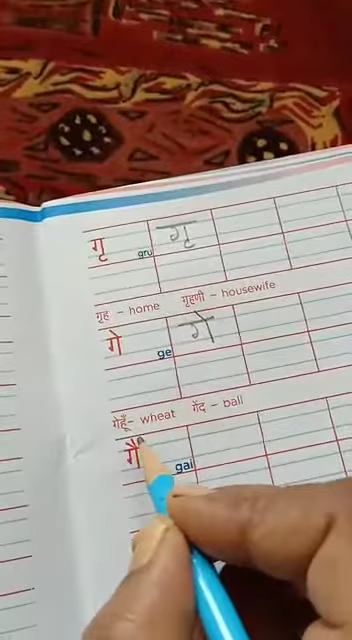 गृ gru गृ
गृह – home गृहणी – housewife
गे ge गे
गेहूँ – wheat गेंद – ball
गै gai